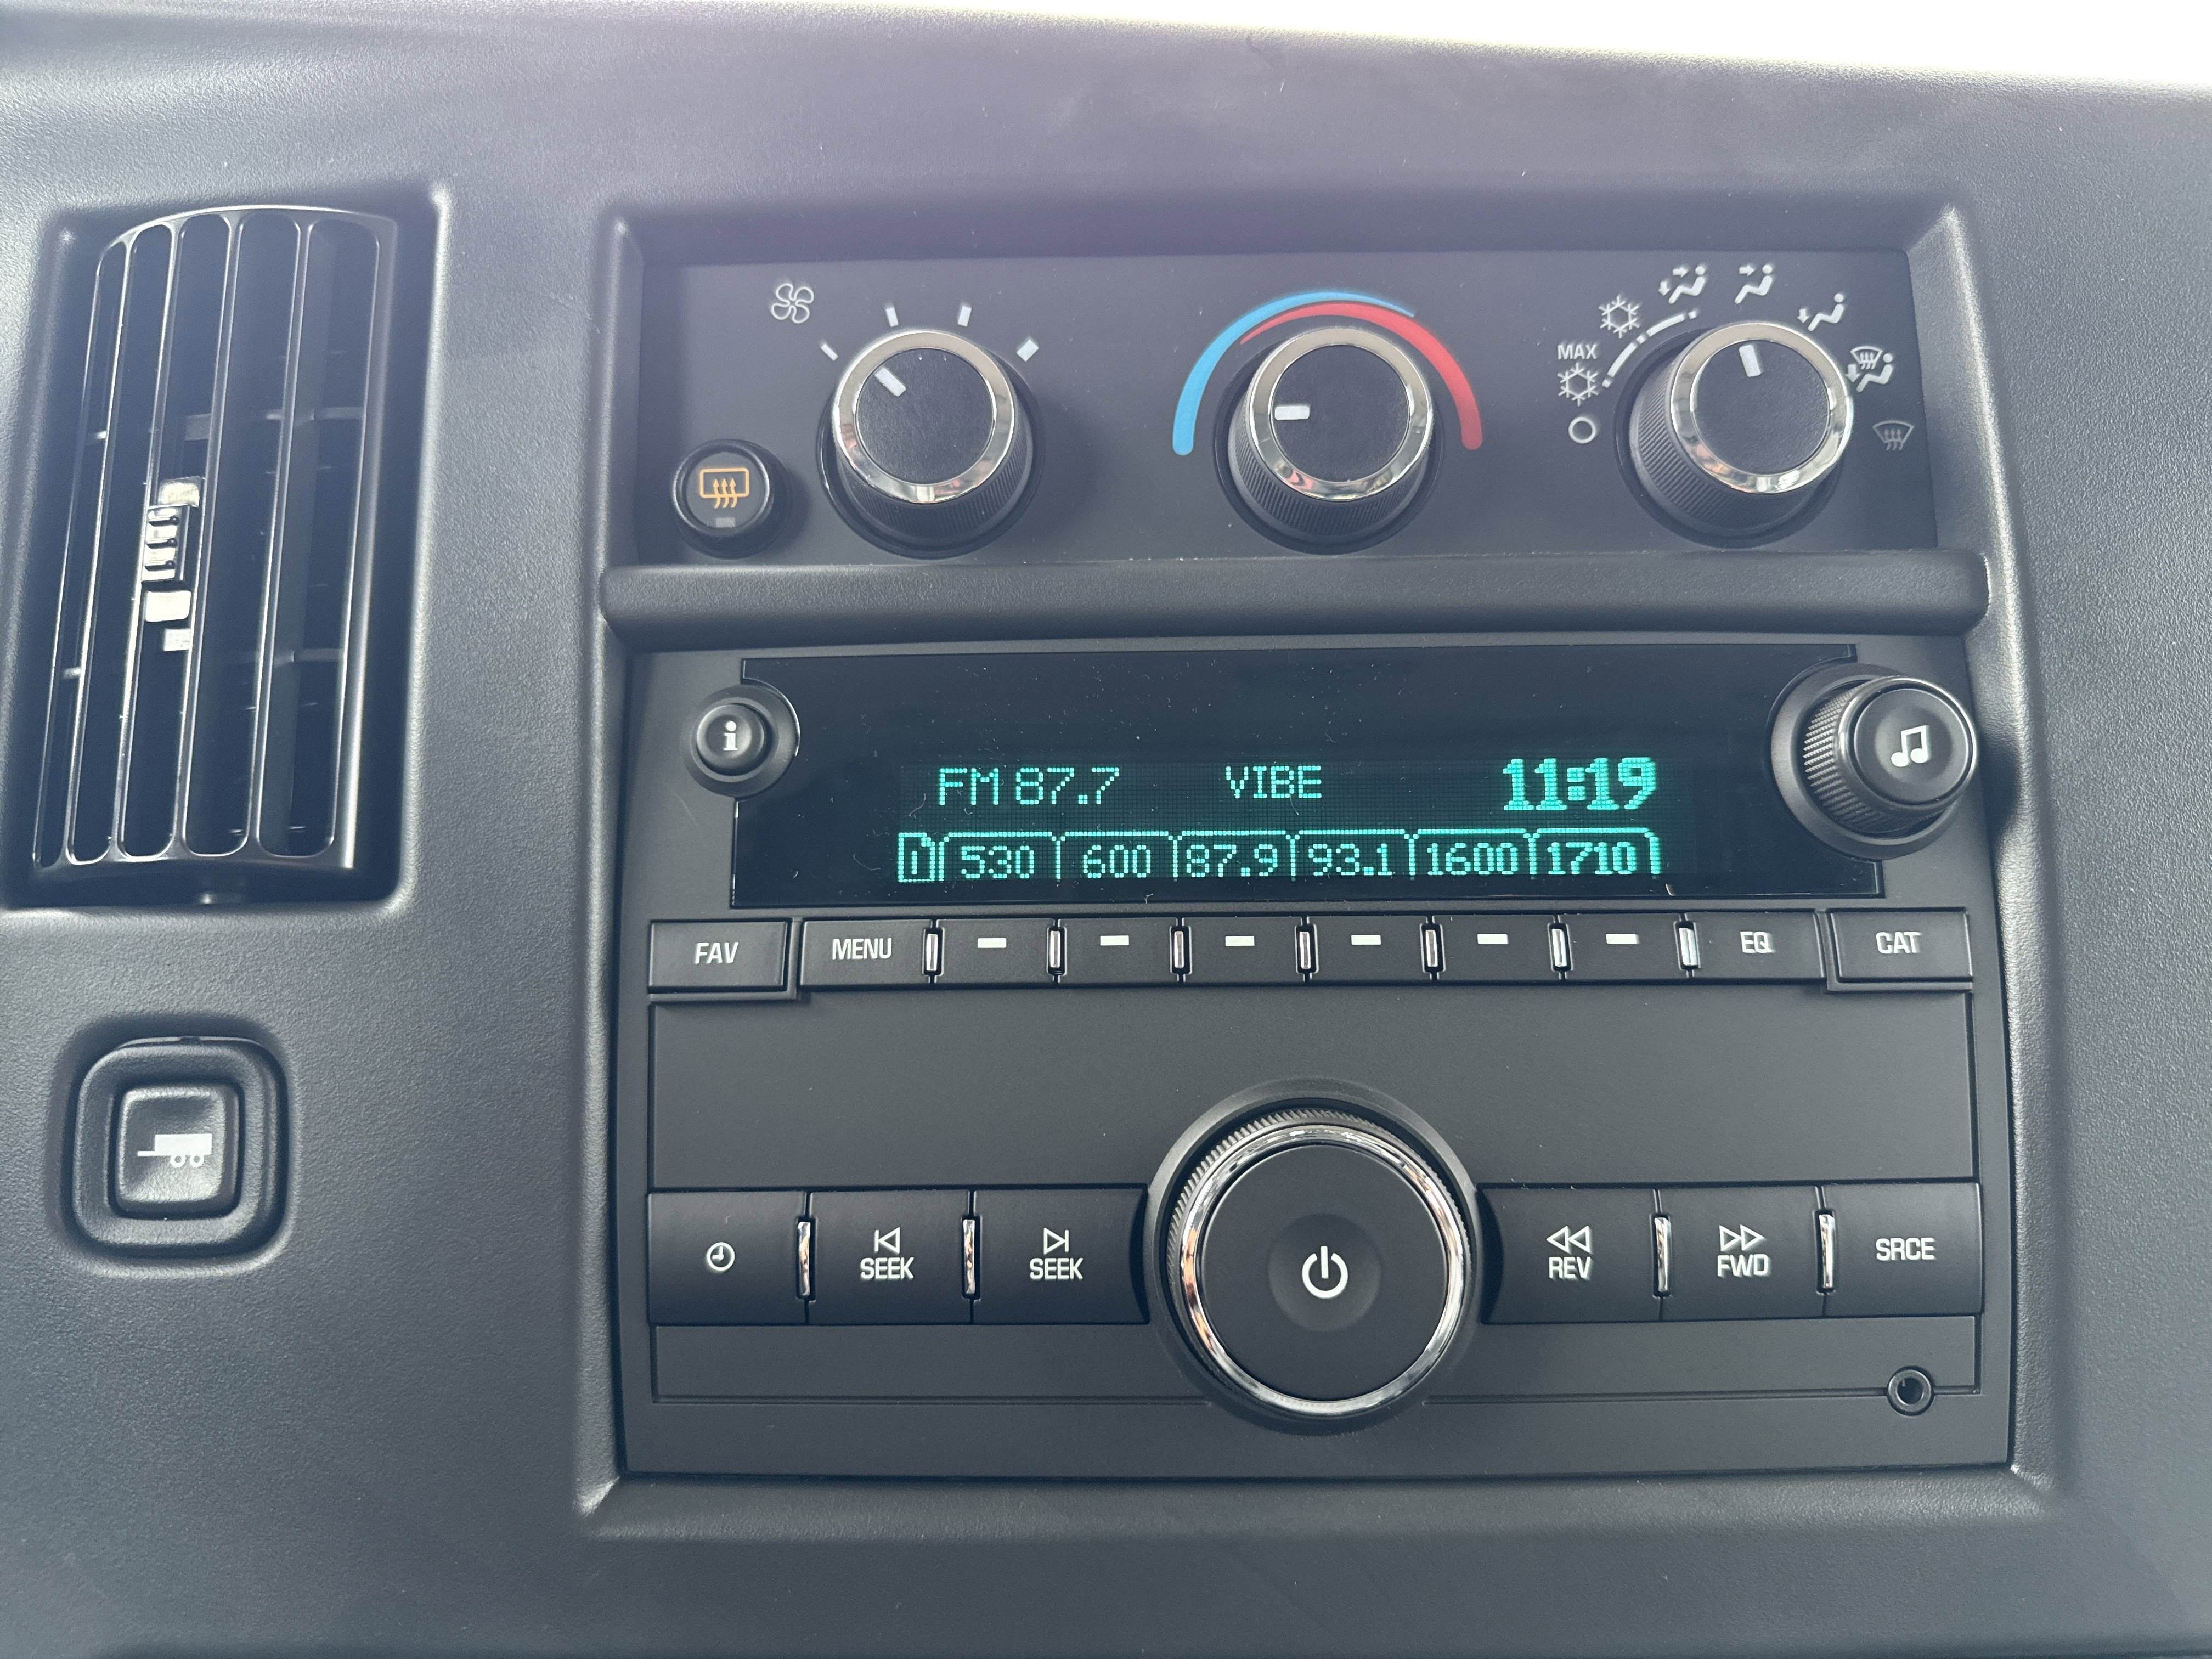 MAX
i
FM 87.7 VIBE 11:19
1 530 600 87.9 93.1 1600 1710
FAV MENU EQ CAT
SEEK SEEK REV FWD SRCE